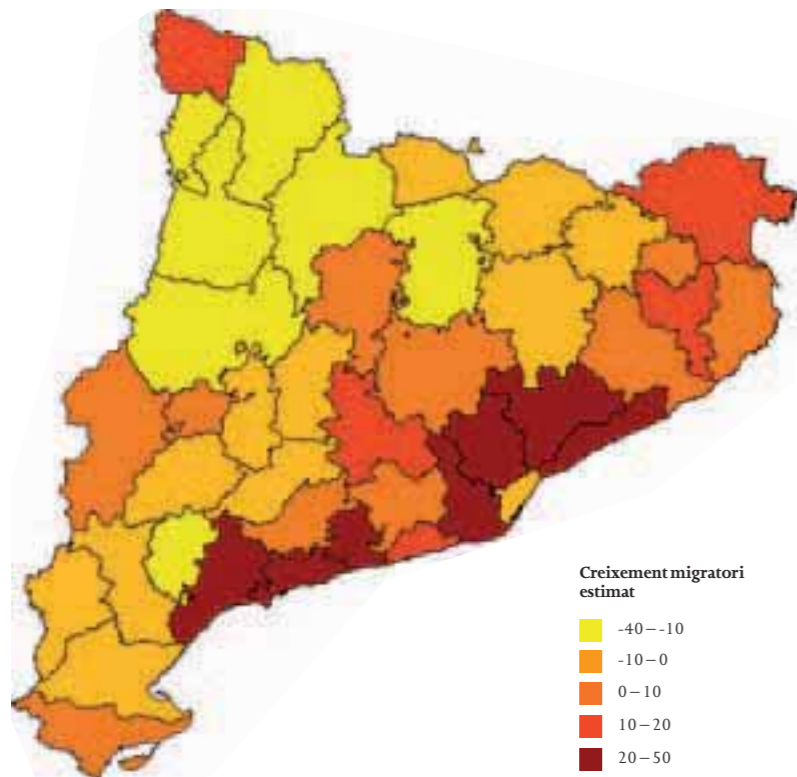 Creixement migratori
estimat
-40 – -10
-10 – 0
0 – 10
10 – 20
20 – 50